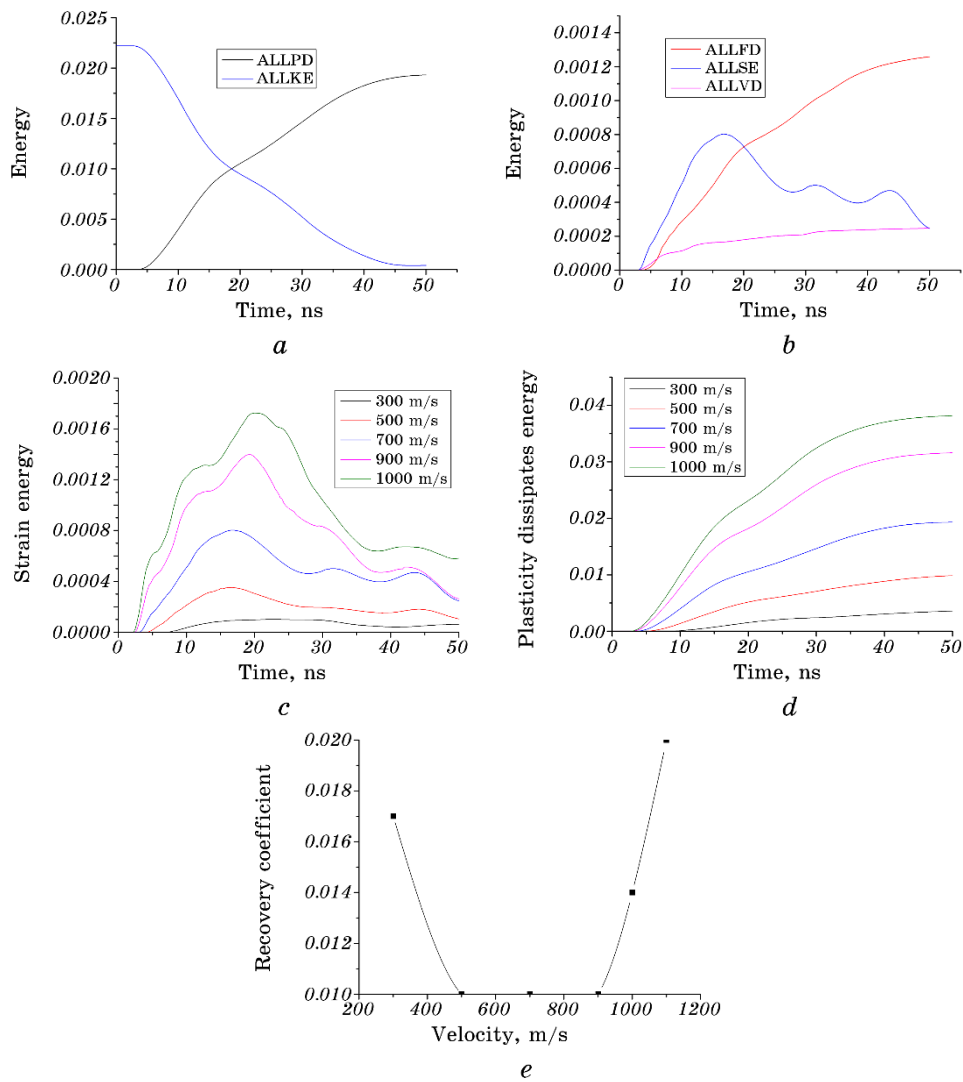 0.025
0.020
0.015
0.010
0.005
0.000
Energy
ALLPD
ALLKE
0 10 20 30 40 50
Time, ns
a
0.0014
0.0012
0.0010
0.0008
0.0006
0.0004
0.0002
0.0000
Energy
ALLFD
ALLSE
ALLVD
0 10 20 30 40 50
Time, ns
b
0.0020
0.0016
0.0012
0.0008
0.0004
0.0000
Strain energy
300 m/s
500 m/s
700 m/s
900 m/s
1000 m/s
0 10 20 30 40 50
Time, ns
c
0.04
0.03
0.02
0.01
0.00
Plasticity dissipates energy
300 m/s
500 m/s
700 m/s
900 m/s
1000 m/s
0 10 20 30 40 50
Time, ns
d
0.020
0.018
0.016
0.014
0.012
0.010
Recovery coefficient
200 400 600 800 1000 1200
Velocity, m/s
e